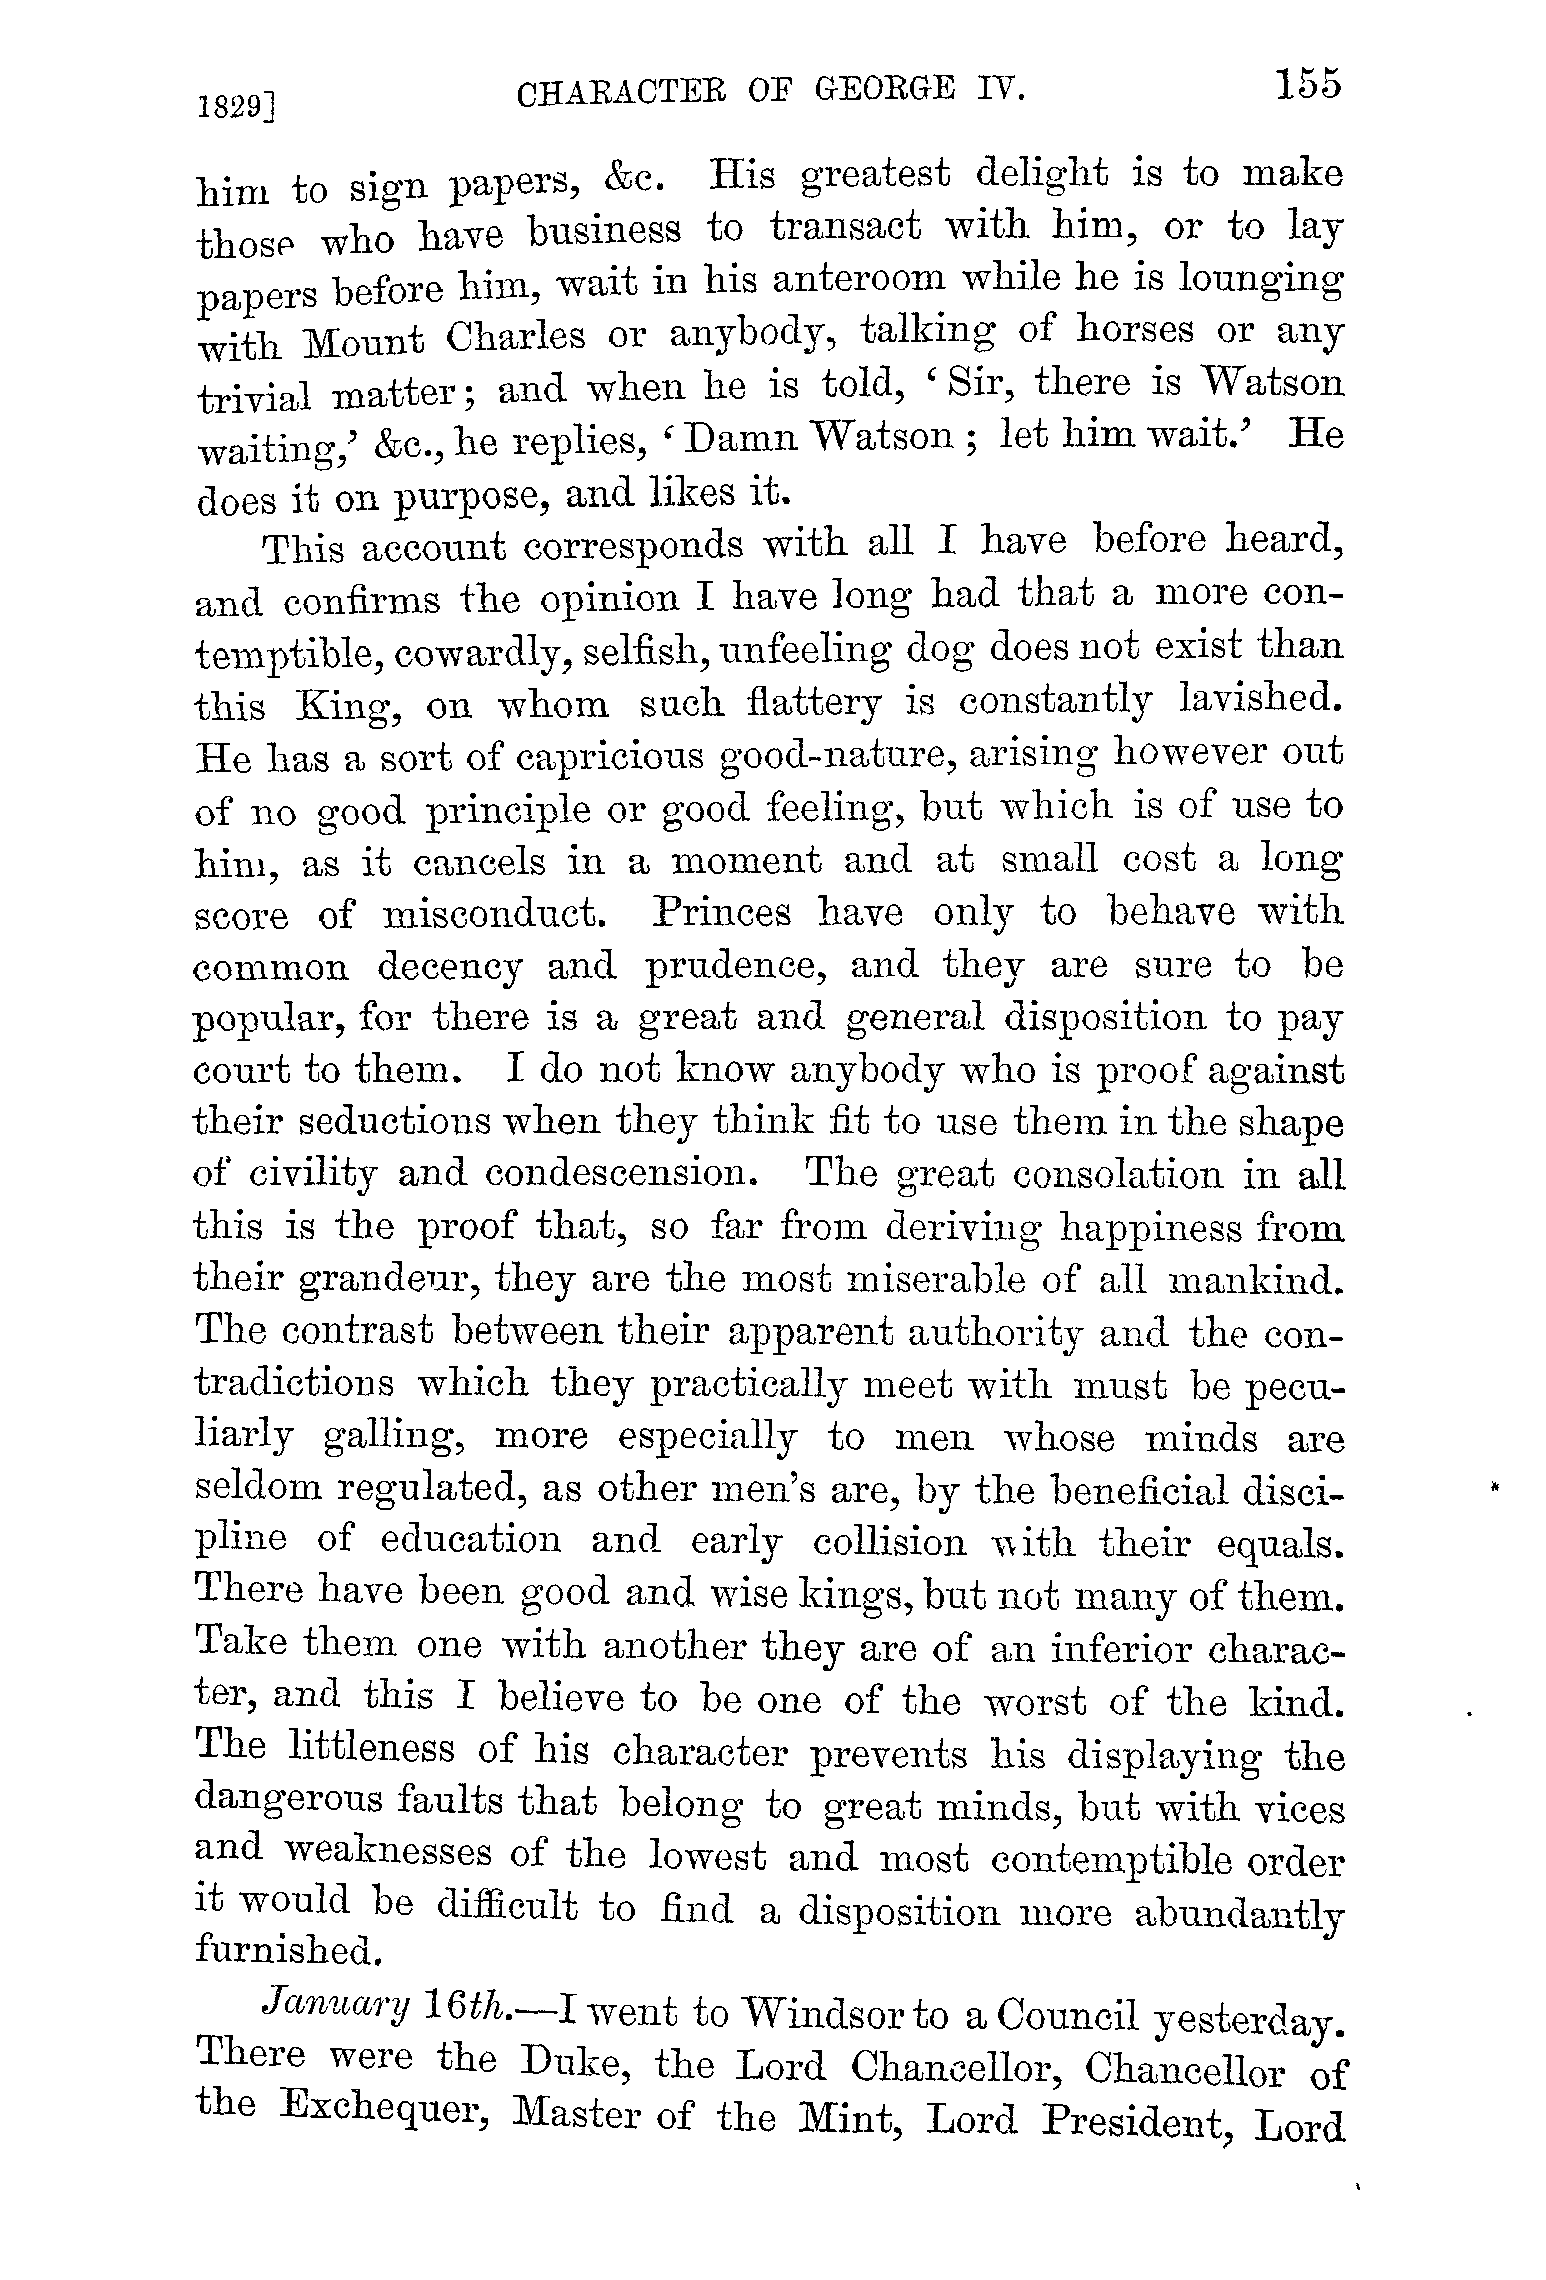 1829] CHARACTER OF GEORGE IV. 155
him to sign papers, &c. His greatest delight is to make
those who have business to transact with him, or to lay
papers before him, wait in his anteroom while he is lounging
with Mount Charles or anybody, talking of horses or any
trivial matter; and when he is told, ‘Sir, there is Watson
waiting,’ &c., he replies, ‘Damn Watson; let him wait.’ He
does it on purpose, and likes it.
This account corresponds with all I have before heard,
and confirms the opinion I have long had that a more con-
temptible, cowardly, selfish, unfeeling dog does not exist than
this King, on whom such flattery is constantly lavished.
He has a sort of capricious good-nature, arising however out
of no good principle or good feeling, but which is of use to
him, as it cancels in a moment and at small cost a long
score of misconduct. Princes have only to behave with
common decency and prudence, and they are sure to be
popular, for there is a great and general disposition to pay
court to them. I do not know anybody who is proof against
their seductions when they think fit to use them in the shape
of civility and condescension. The great consolation in all
this is the proof that, so far from deriving happiness from
their grandeur, they are the most miserable of all mankind.
The contrast between their apparent authority and the con-
tradictions which they practically meet with must be pecu-
liarly galling, more especially to men whose minds are
seldom regulated, as other men’s are, by the beneficial disci-
pline of education and early collision with their equals.
There have been good and wise kings, but not many of them.
Take them one with another they are of an inferior charac-
ter, and this I believe to be one of the worst of the kind.
The littleness of his character prevents his displaying the
dangerous faults that belong to great minds, but with vices
and weaknesses of the lowest and most contemptible order
it would be difficult to find a disposition more abundantly
furnished.
January 16th.—I went to Windsor to a Council yesterday.
There were the Duke, the Lord Chancellor, Chancellor of
the Exchequer, Master of the Mint, Lord President, Lord